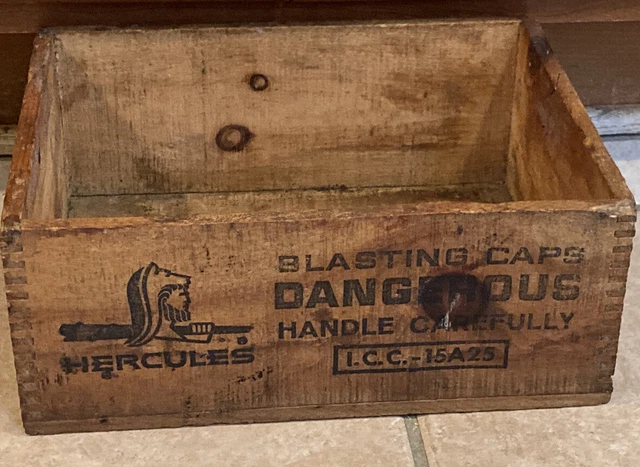 HERCULES
BLASTING CAPS
DANGEROUS
HANDLE CAREFULLY
I.C.C.-15A25